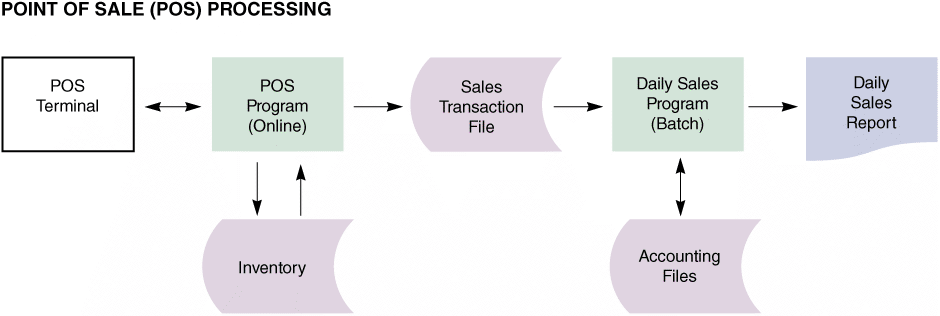 POINT OF SALE (POS) PROCESSING
POS
Terminal
POS
Program
(Online)
Sales
Transaction
File
Daily Sales
Program
(Batch)
Daily
Sales
Report
Inventory
Accounting
Files